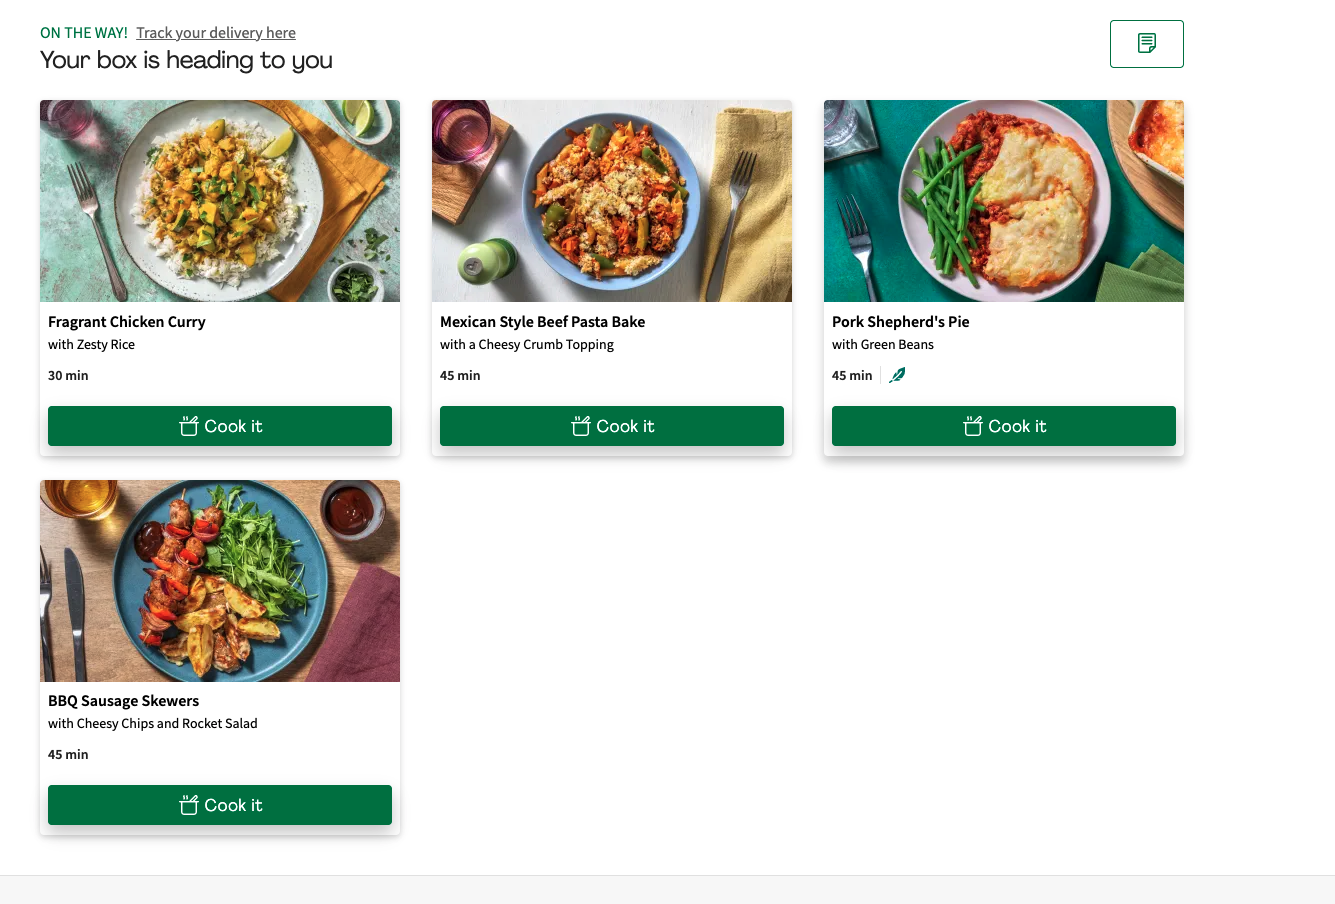 ON THE WAY! Track your delivery here
Your box is heading to you
Fragrant Chicken Curry
with Zesty Rice
30 min
Cook it
Mexican Style Beef Pasta Bake
with a Cheesy Crumb Topping
45 min
Cook it
Pork Shepherd's Pie
with Green Beans
45 min
Cook it
BBQ Sausage Skewers
with Cheesy Chips and Rocket Salad
45 min
Cook it